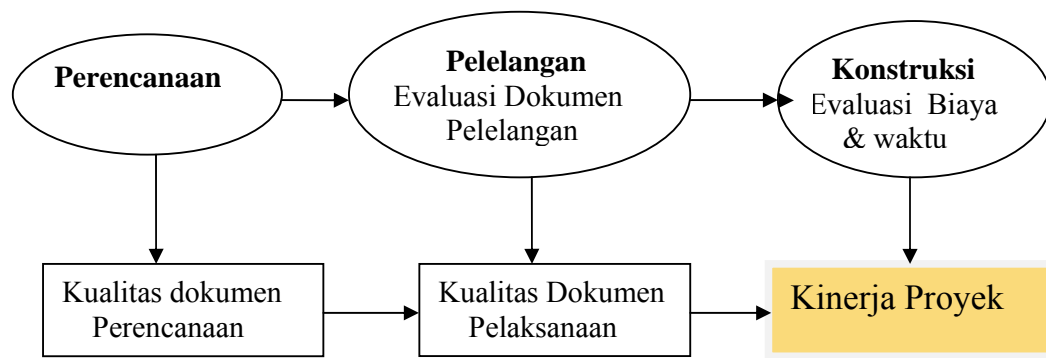 Perencanaan
Pelelangan
Evaluasi Dokumen
Pelelangan
Konstruksi
Evaluasi Biaya
& waktu
Kualitas dokumen
Perencanaan
Kualitas Dokumen
Pelaksanaan
Kinerja Proyek